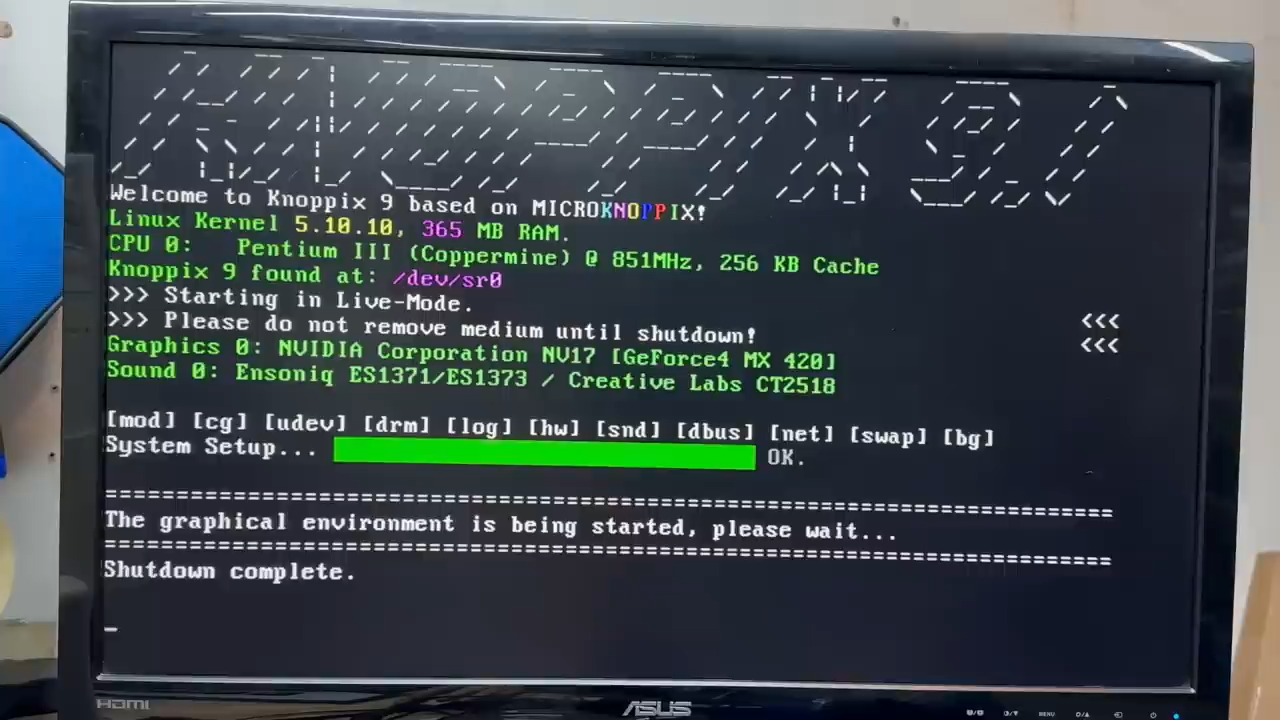 KNOPPIX 9.1
Welcome to Knoppix 9 based on MICROKNOPPIX!
Linux Kernel 5.10.10, 365 MB RAM.
CPU 0: Pentium III (Coppermine) @ 851MHz, 256 KB Cache
Knoppix 9 found at: /dev/sr0
>>> Starting in Live-Mode. <<<
>>> Please do not remove medium until shutdown! <<<
Graphics 0: NVIDIA Corporation NV17 [GeForce4 MX 420]
Sound 0: Ensoniq ES1371/ES1373 / Creative Labs CT2518
[mod] [cg] [udev] [drm] [log] [hw] [snd] [dbus] [net] [swap] [bg]
System Setup... OK.
The graphical environment is being started, please wait...
Shutdown complete.
HDMI
ASUS
MENU